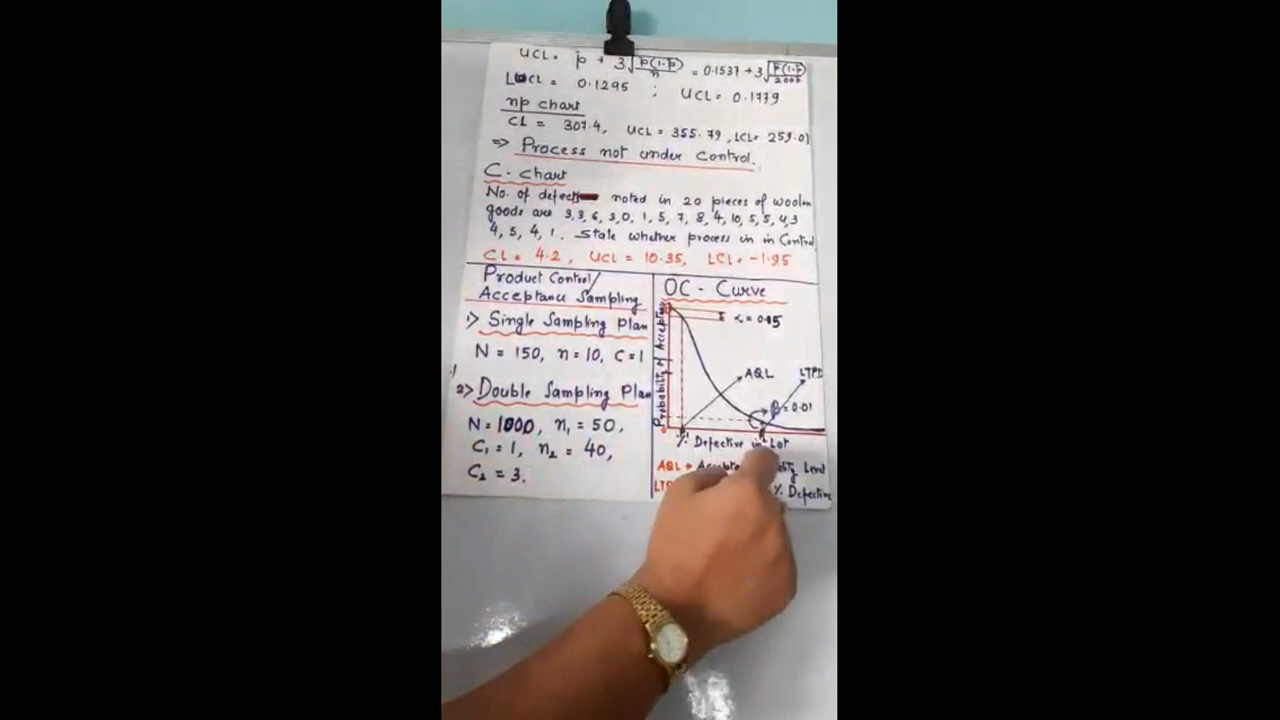 UCL = p̄ + 3√p(1-p)/n = 0.1537 + 3√p(1-p)/2000
LCL = 0.1295 ; UCL = 0.1779
np chart
CL = 307.4, UCL = 355.79, LCL = 259.01
⇒ Process not under Control.
C - chart
No. of defect noted in 20 pieces of woolen
goods are 3, 3, 6, 3, 0, 1, 5, 7, 8, 4, 10, 5, 5, 4, 3
4, 5, 4, 1. State whether process in in Control
CL = 4.2, UCL = 10.35, LCL = -1.95
Product Control/
Acceptance Sampling
1> Single Sampling Plan
N = 150, n = 10, C = 1
2> Double Sampling Plan
N = 1000, n₁ = 50,
C₁ = 1, n₂ = 40,
C₂ = 3.
OC - Curve
Probability of
α = 0.05
AQL
LTPD
β = 0.01
% Defective in Lot
AQL Level
% Defective